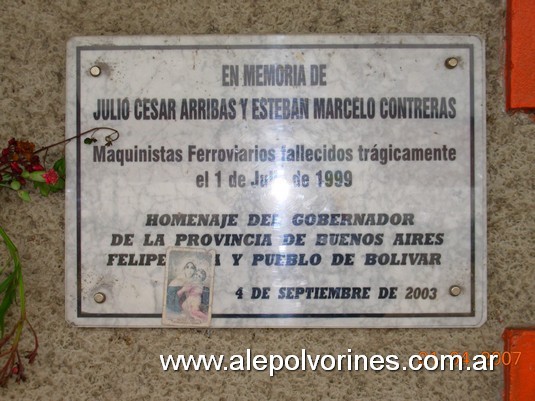 EN MEMORIA DE
JULIO CESAR ARRIBAS Y ESTEBAN MARCELO CONTRERAS
Maquinistas Ferroviarios fallecidos trágicamente
el 1 de Julio de 1999
HOMENAJE DEL GOBERNADOR
DE LA PROVINCIA DE BUENOS AIRES
FELIPE Y PUEBLO DE BOLIVAR
4 DE SEPTIEMBRE DE 2003
www.alepolvorines.com.ar